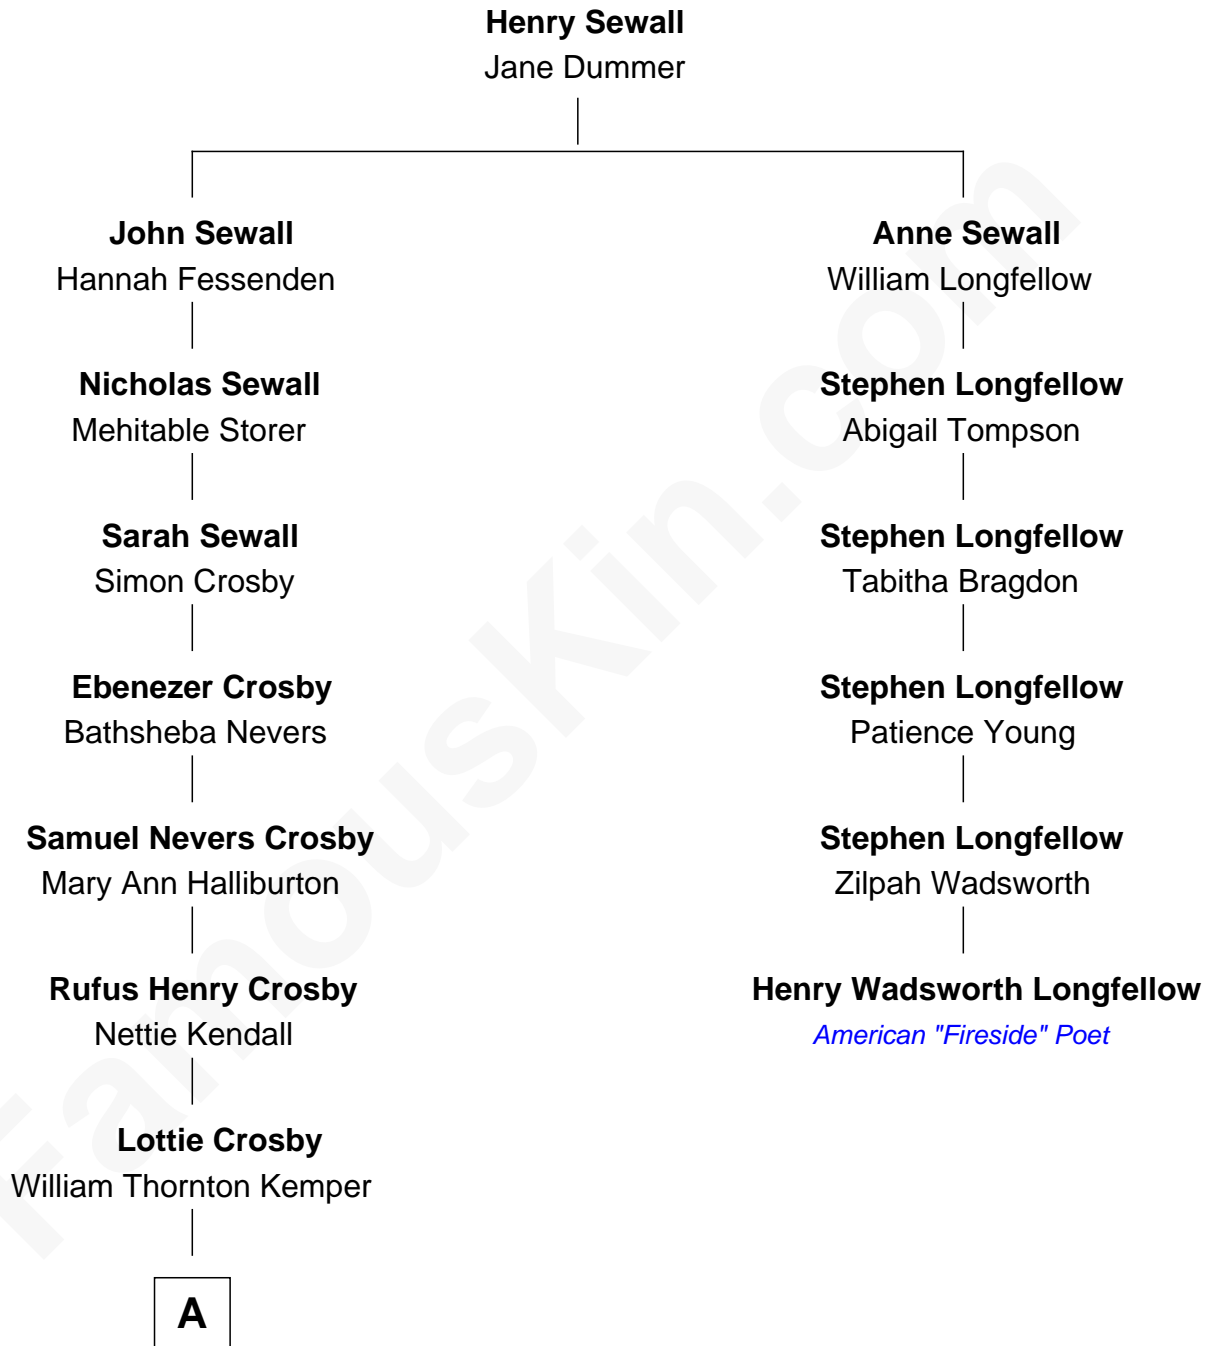 Henry Sewall
Jane Dummer
John Sewall
Hannah Fessenden
Anne Sewall
William Longfellow
Nicholas Sewall
Mehitable Storer
Stephen Longfellow
Abigail Tompson
Sarah Sewall
Simon Crosby
Stephen Longfellow
Tabitha Bragdon
Ebenezer Crosby
Bathsheba Nevers
Stephen Longfellow
Patience Young
Samuel Nevers Crosby
Mary Ann Halliburton
Stephen Longfellow
Zilpah Wadsworth
Rufus Henry Crosby
Nettie Kendall
Henry Wadsworth Longfellow
American "Fireside" Poet
Lottie Crosby
William Thornton Kemper
A
FamousKin.com